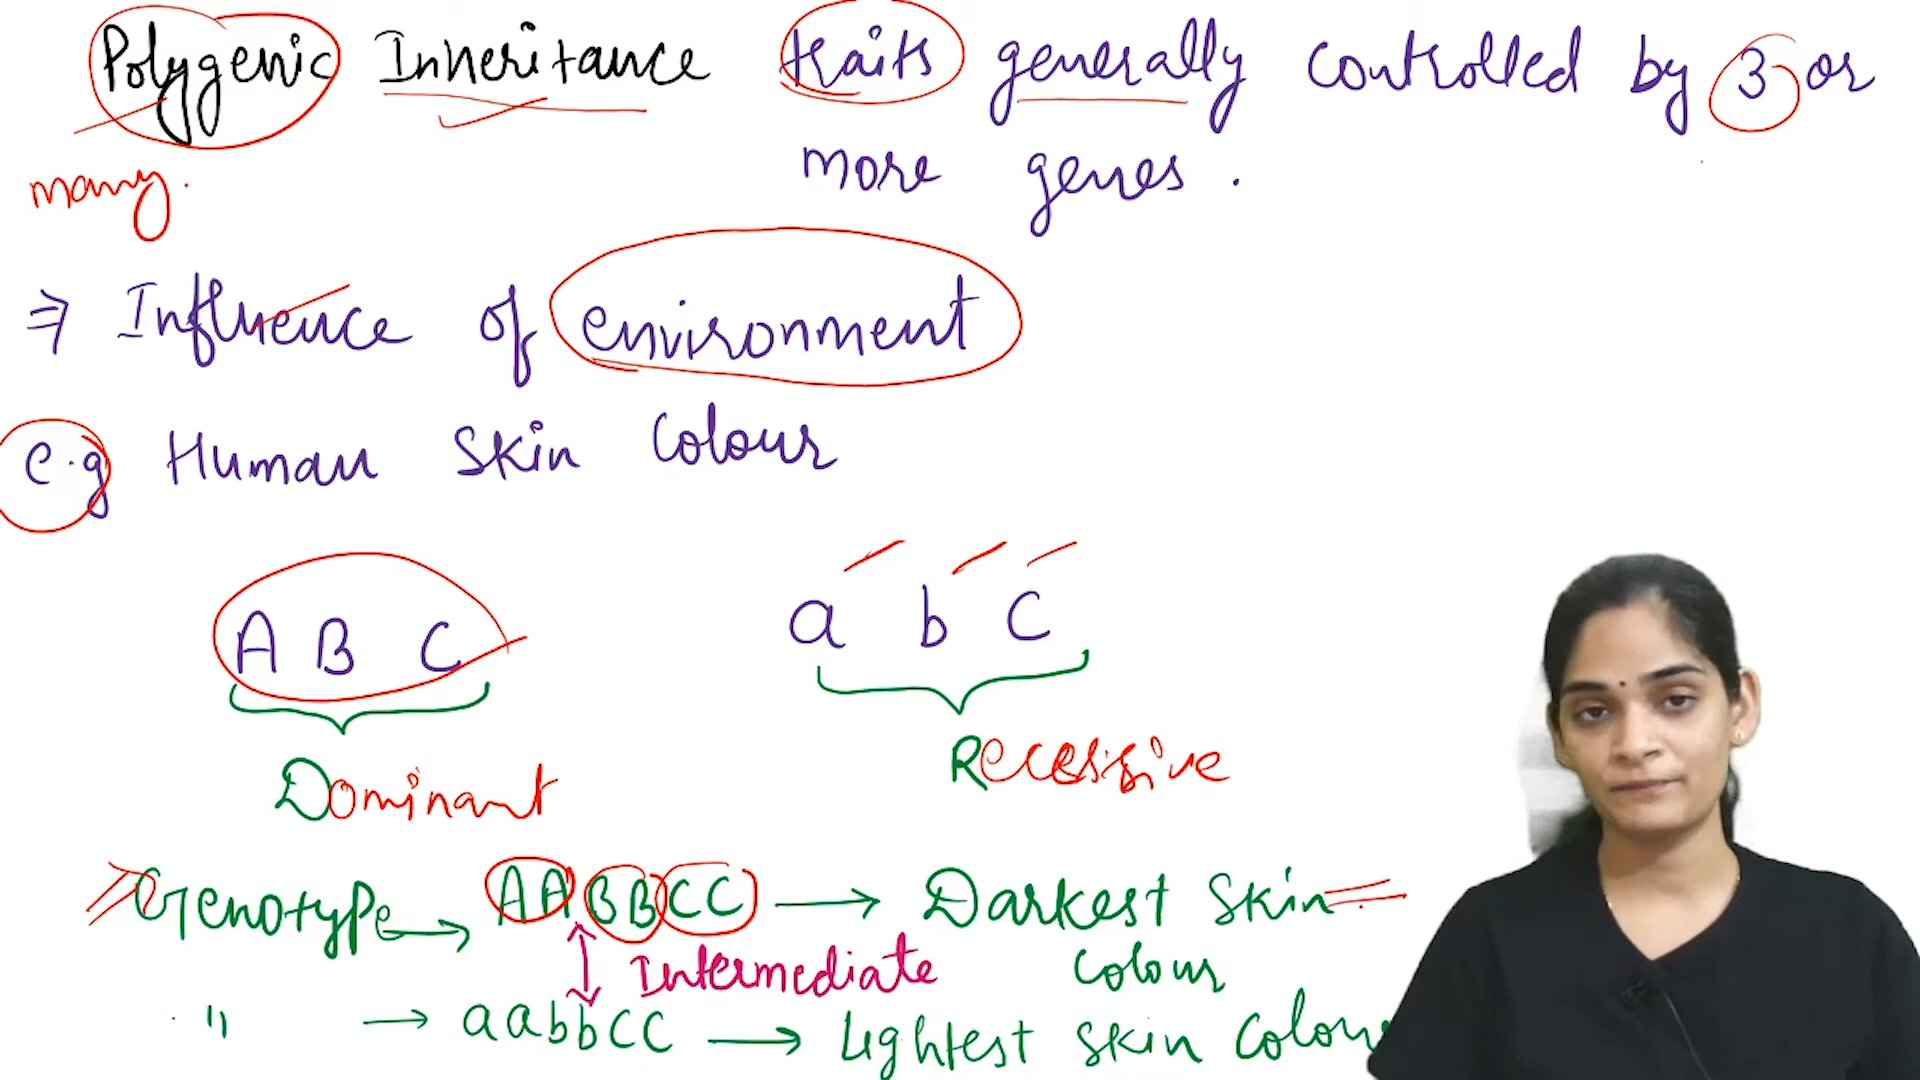 Polygenic Inheritance traits generally controlled by 3 or
many. more genes.
⇒ Influence of environment
e.g Human Skin Colour
A B C a b c
Dominant Recessive
Genotype → AABBCC → Darkest Skin
Intermediate Colour
" → aabbcc → Lightest Skin Colour